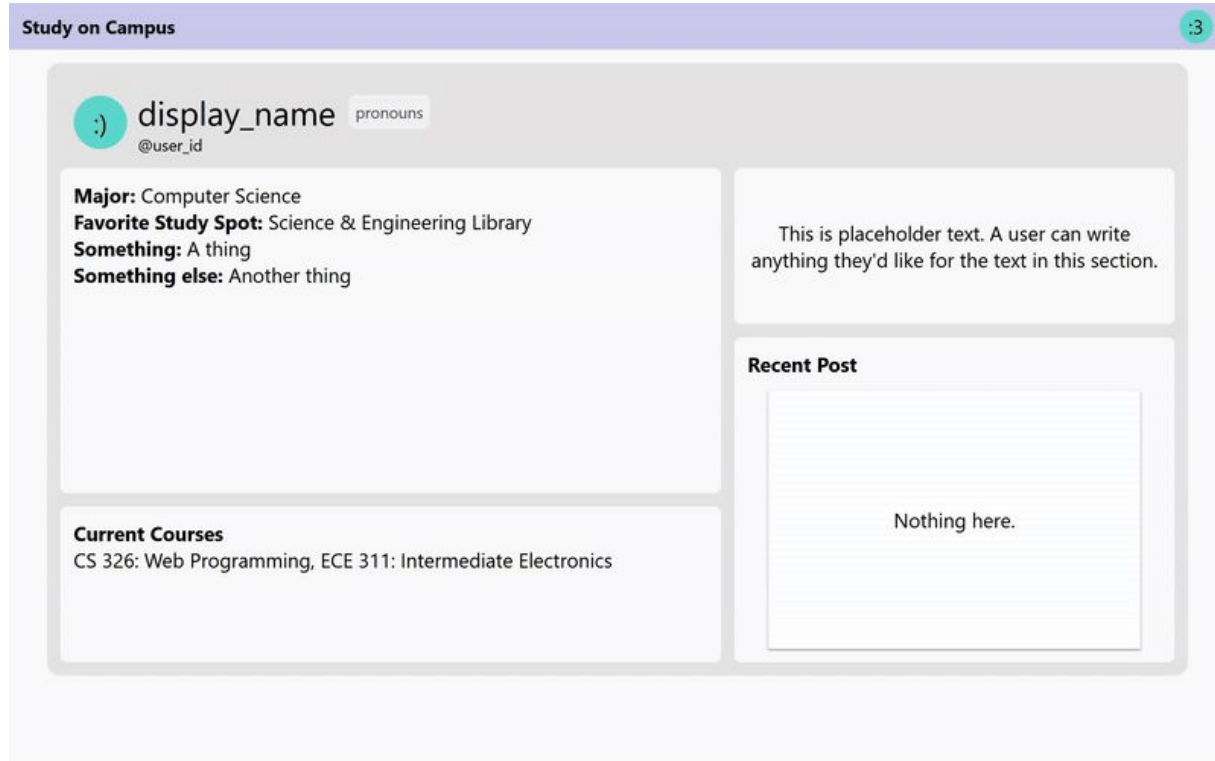 Study on Campus
:3
:)
display_name
pronouns
@user_id
Major: Computer Science
Favorite Study Spot: Science & Engineering Library
Something: A thing
Something else: Another thing
This is placeholder text. A user can write
anything they'd like for the text in this section.
Recent Post
Nothing here.
Current Courses
CS 326: Web Programming, ECE 311: Intermediate Electronics